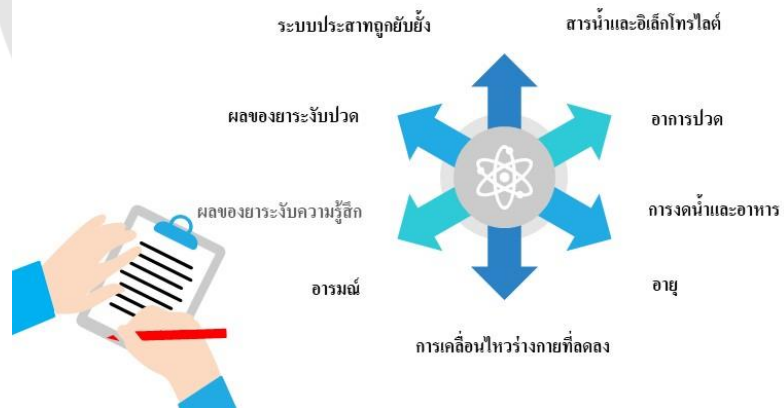 ระบบประสาทถูกยับยั้ง
สารน้ำและอิเล็กโทรไลต์
ผลของยาระงับปวด
อาการปวด
ผลของยาระงับความรู้สึก
การงดน้ำและอาหาร
อารมณ์
อายุ
การเคลื่อนไหวร่างกายที่ลดลง